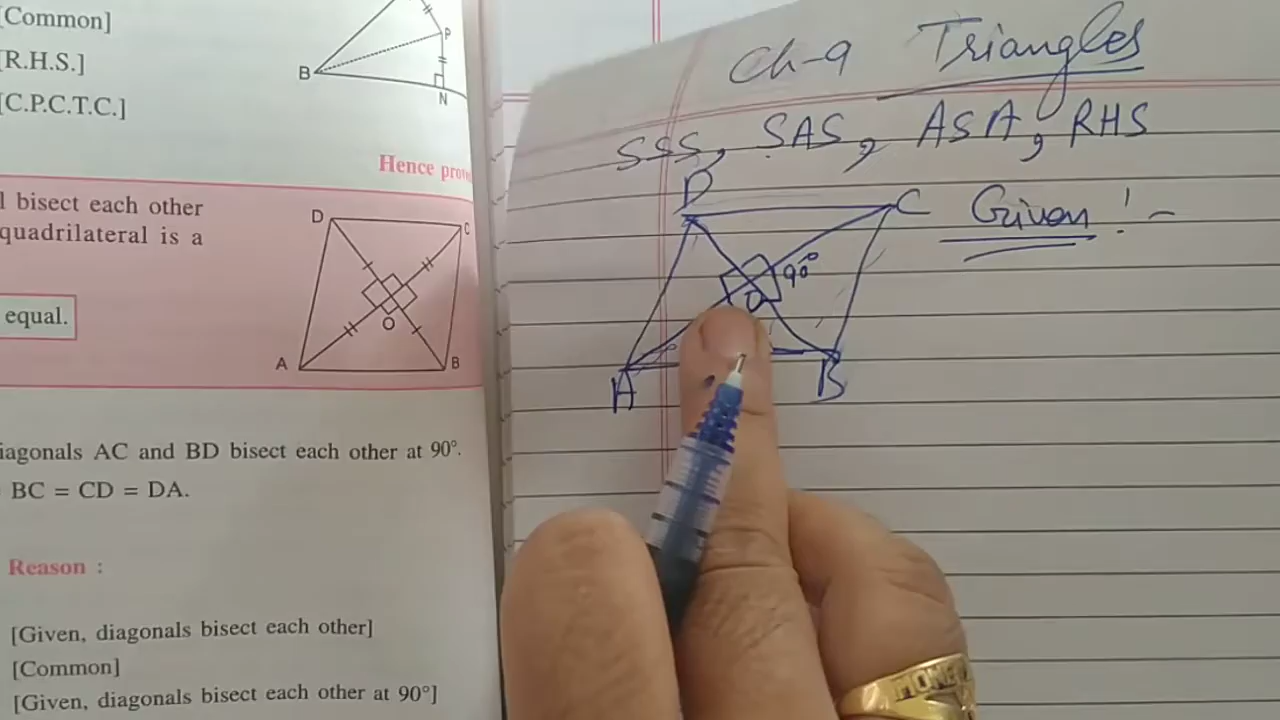 [Common]
[R.H.S.]
[C.P.C.T.C.]
B
P
N
Hence
l bisect each other
quadrilateral is a
equal.
D
C
O
A
B
iagonals AC and BD bisect each other at 90°.
BC = CD = DA.
Reason :
[Given, diagonals bisect each other]
[Common]
[Given, diagonals bisect each other at 90°]
Ch-9 Triangles
SSS, SAS, ASA, RHS
D
C
Given :-
90°
O
A
B